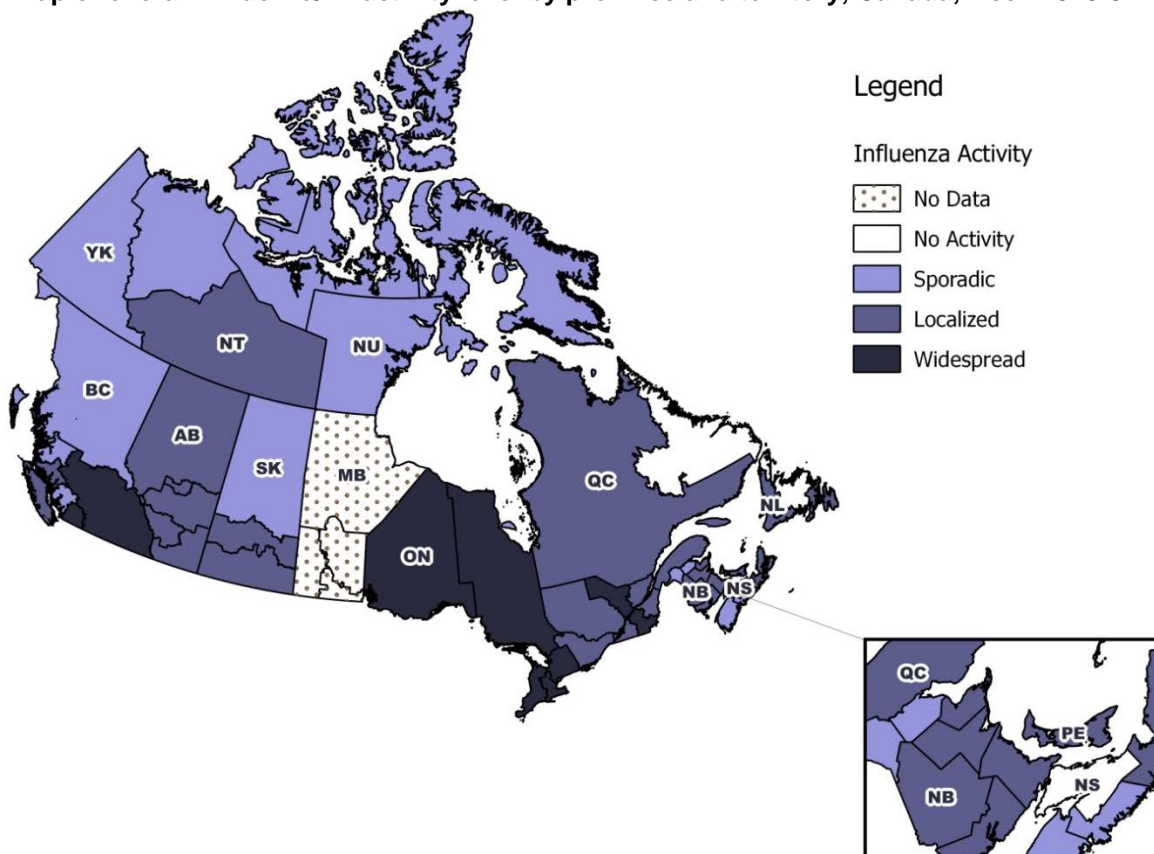 Legend
Influenza Activity
No Data
No Activity
Sporadic
Localized
Widespread
YK
NT
NU
BC
AB
SK
MB
ON
QC
NL
NB
NS
QC
PE
NB
NS